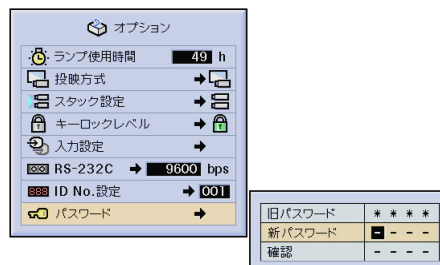 オプション
ランプ使用時間 49 h
投映方式
スタック設定
キーロックレベル
入力設定
RS-232C 9600 bps
888 ID No.設定 001
パスワード
旧パスワード * * * *
新パスワード - - - -
確認 - - - -